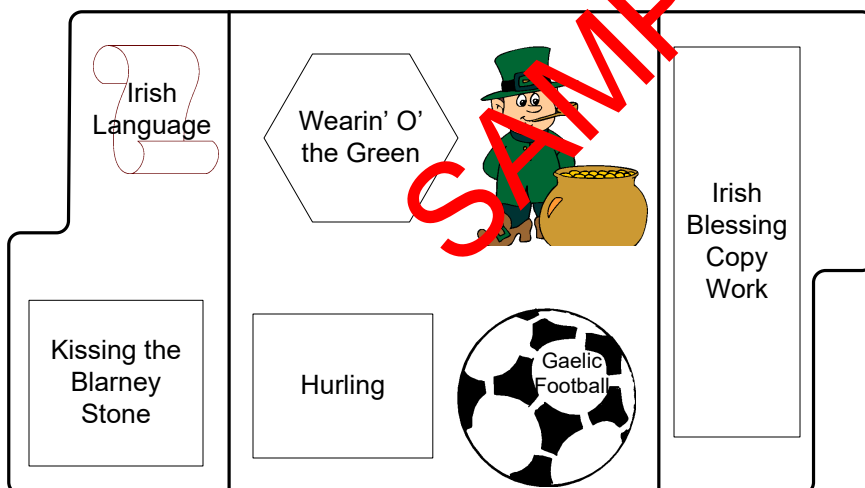 Irish
Language
Wearin’ O’
the Green
SAMP
Irish
Blessing
Copy
Work
Kissing the
Blarney
Stone
Hurling
Gaelic
Football